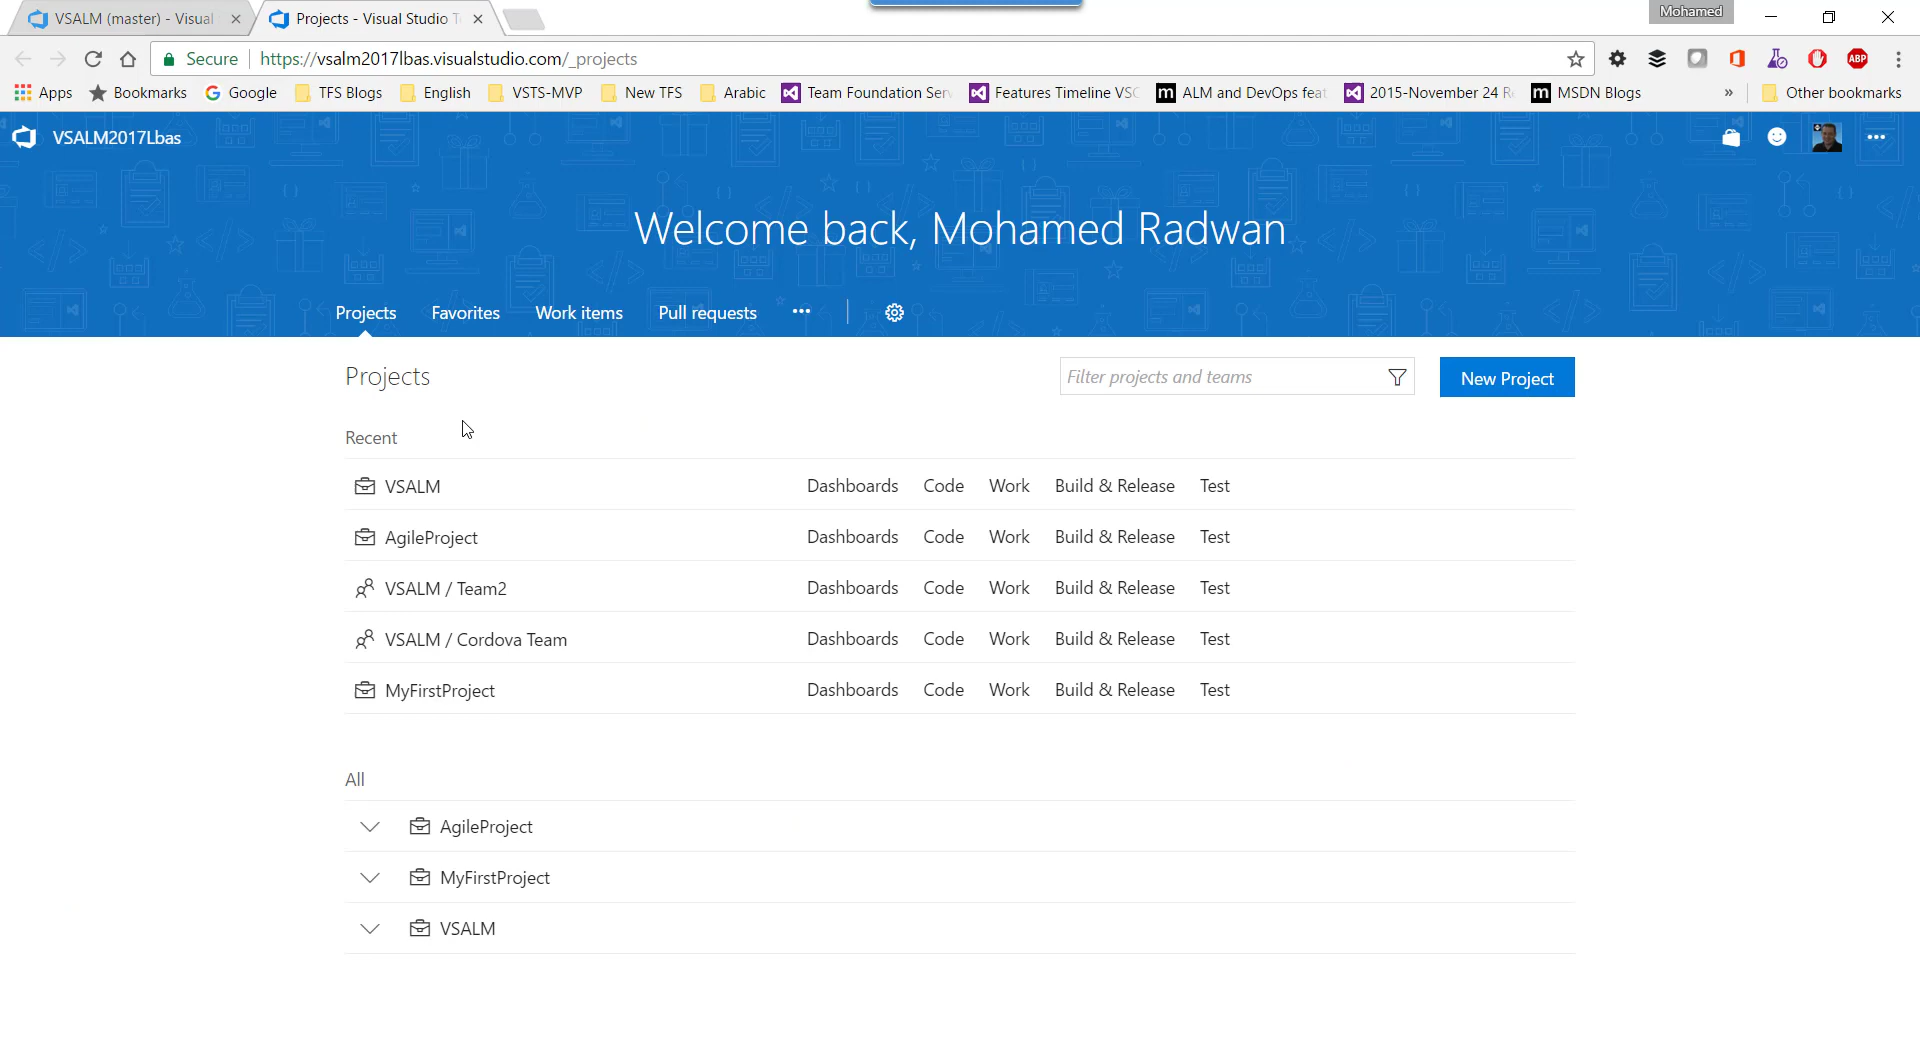 VSALM (master) - Visual
Projects - Visual Studio T
Mohamed
Secure
https://vsalm2017lbas.visualstudio.com/_projects
ABP
Apps Bookmarks Google TFS Blogs English VSTS-MVP New TFS Arabic Team Foundation Serv Features Timeline VSO ALM and DevOps feat 2015-November 24 Re MSDN Blogs » Other bookmarks
VSALM2017Lbas
Welcome back, Mohamed Radwan
Projects Favorites Work items Pull requests
Projects
Filter projects and teams
New Project
Recent
VSALM Dashboards Code Work Build & Release Test
AgileProject Dashboards Code Work Build & Release Test
VSALM / Team2 Dashboards Code Work Build & Release Test
VSALM / Cordova Team Dashboards Code Work Build & Release Test
MyFirstProject Dashboards Code Work Build & Release Test
All
AgileProject
MyFirstProject
VSALM